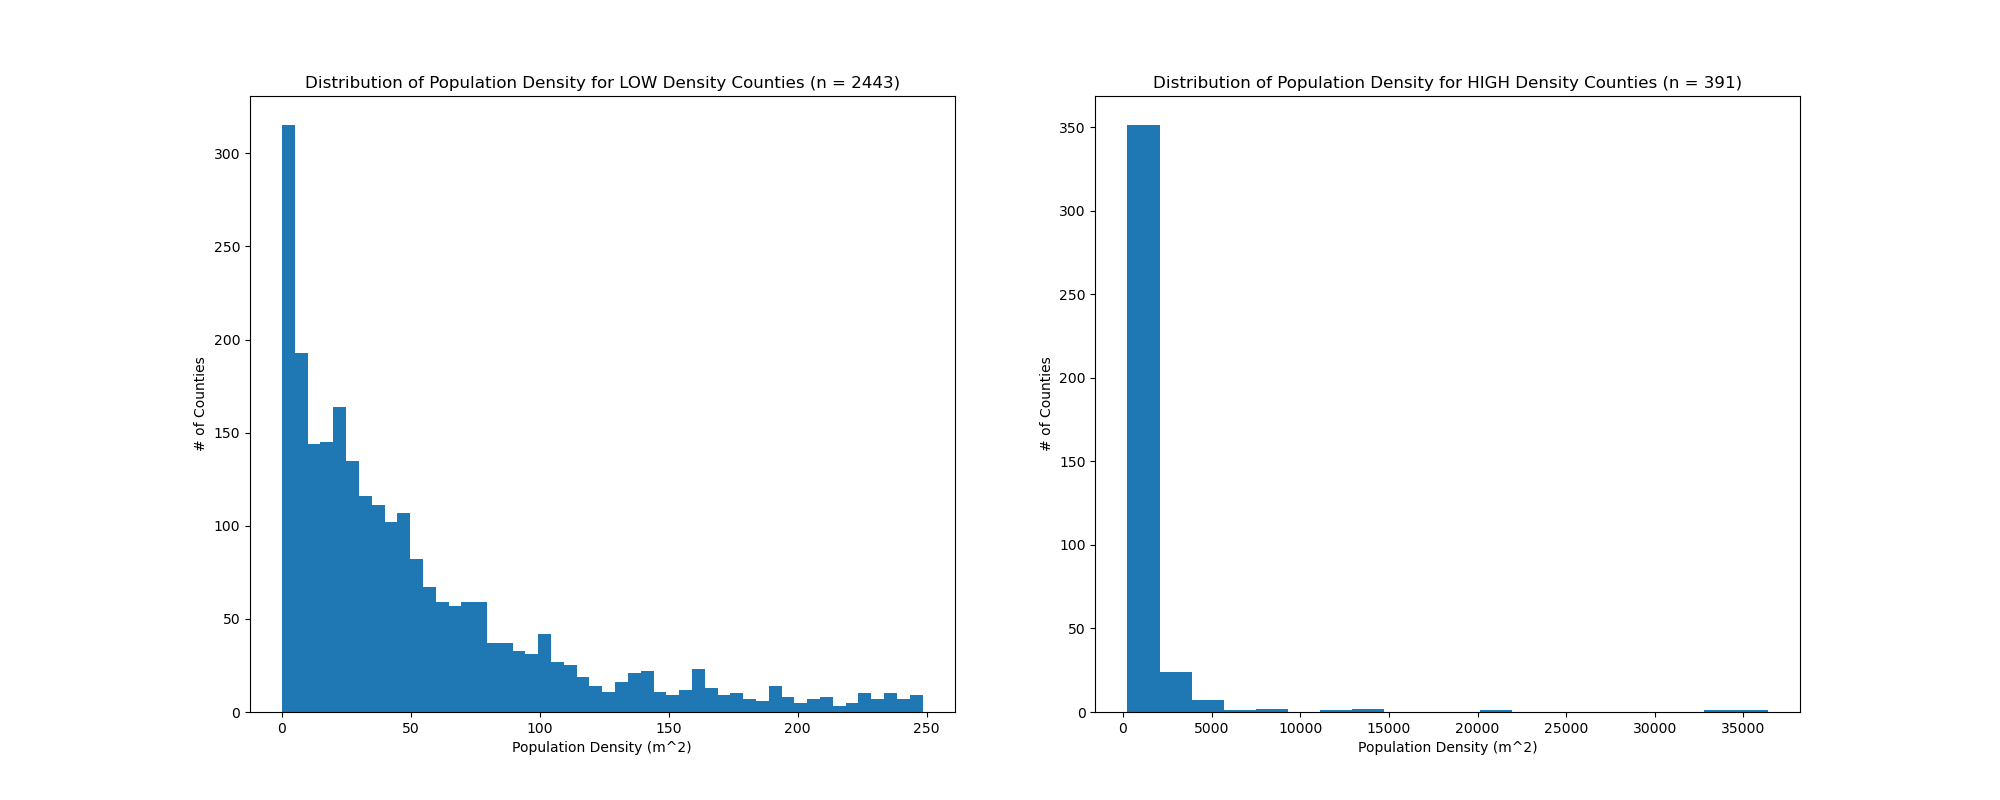 Distribution of Population Density for LOW Density Counties (n = 2443)
# of Counties
300
250
200
150
100
50
0
0 50 100 150 200 250
Population Density (m^2)
Distribution of Population Density for HIGH Density Counties (n = 391)
# of Counties
350
300
250
200
150
100
50
0
0 5000 10000 15000 20000 25000 30000 35000
Population Density (m^2)